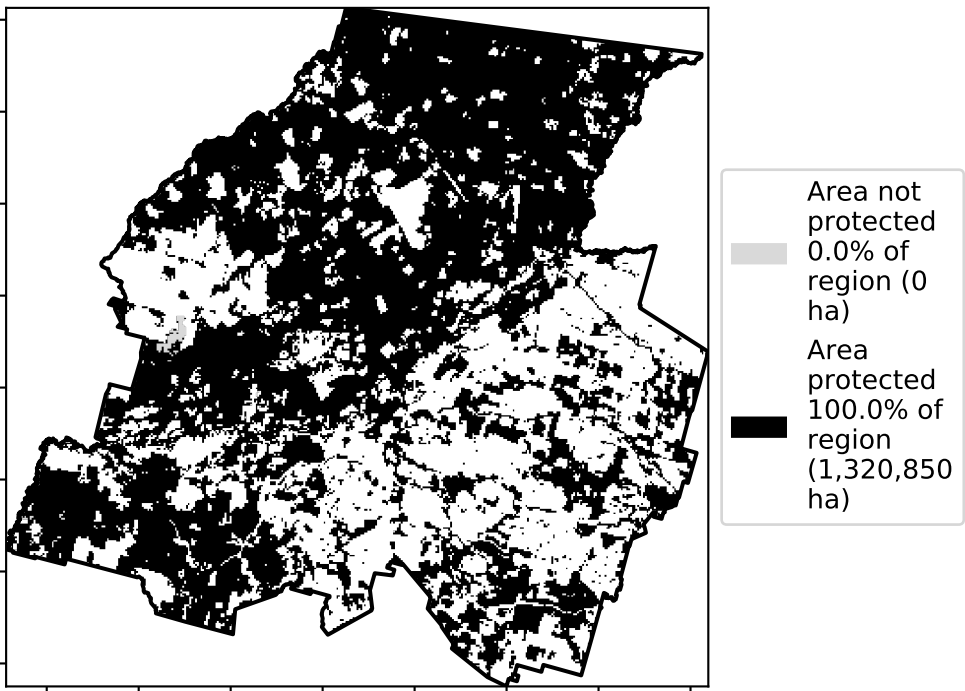 Area not
protected
0.0% of
region (0
ha)
Area
protected
100.0% of
region
(1,320,850
ha)